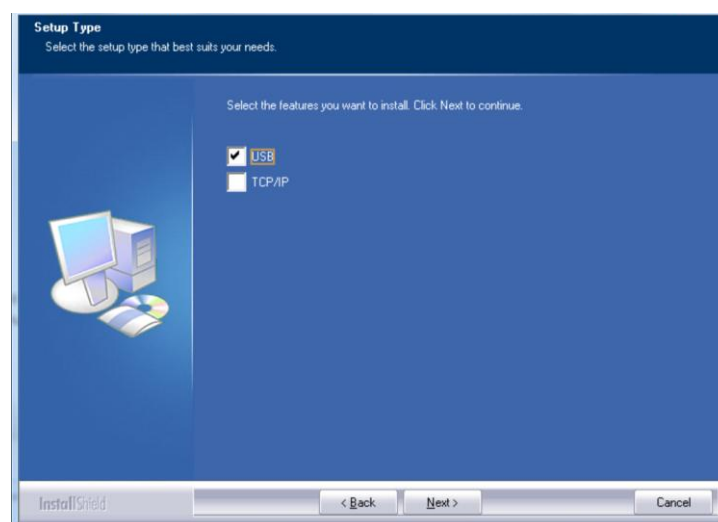 Setup Type
Select the setup type that best suits your needs.
Select the features you want to install. Click Next to continue.
USB
TCP/IP
InstallShield
< Back
Next >
Cancel